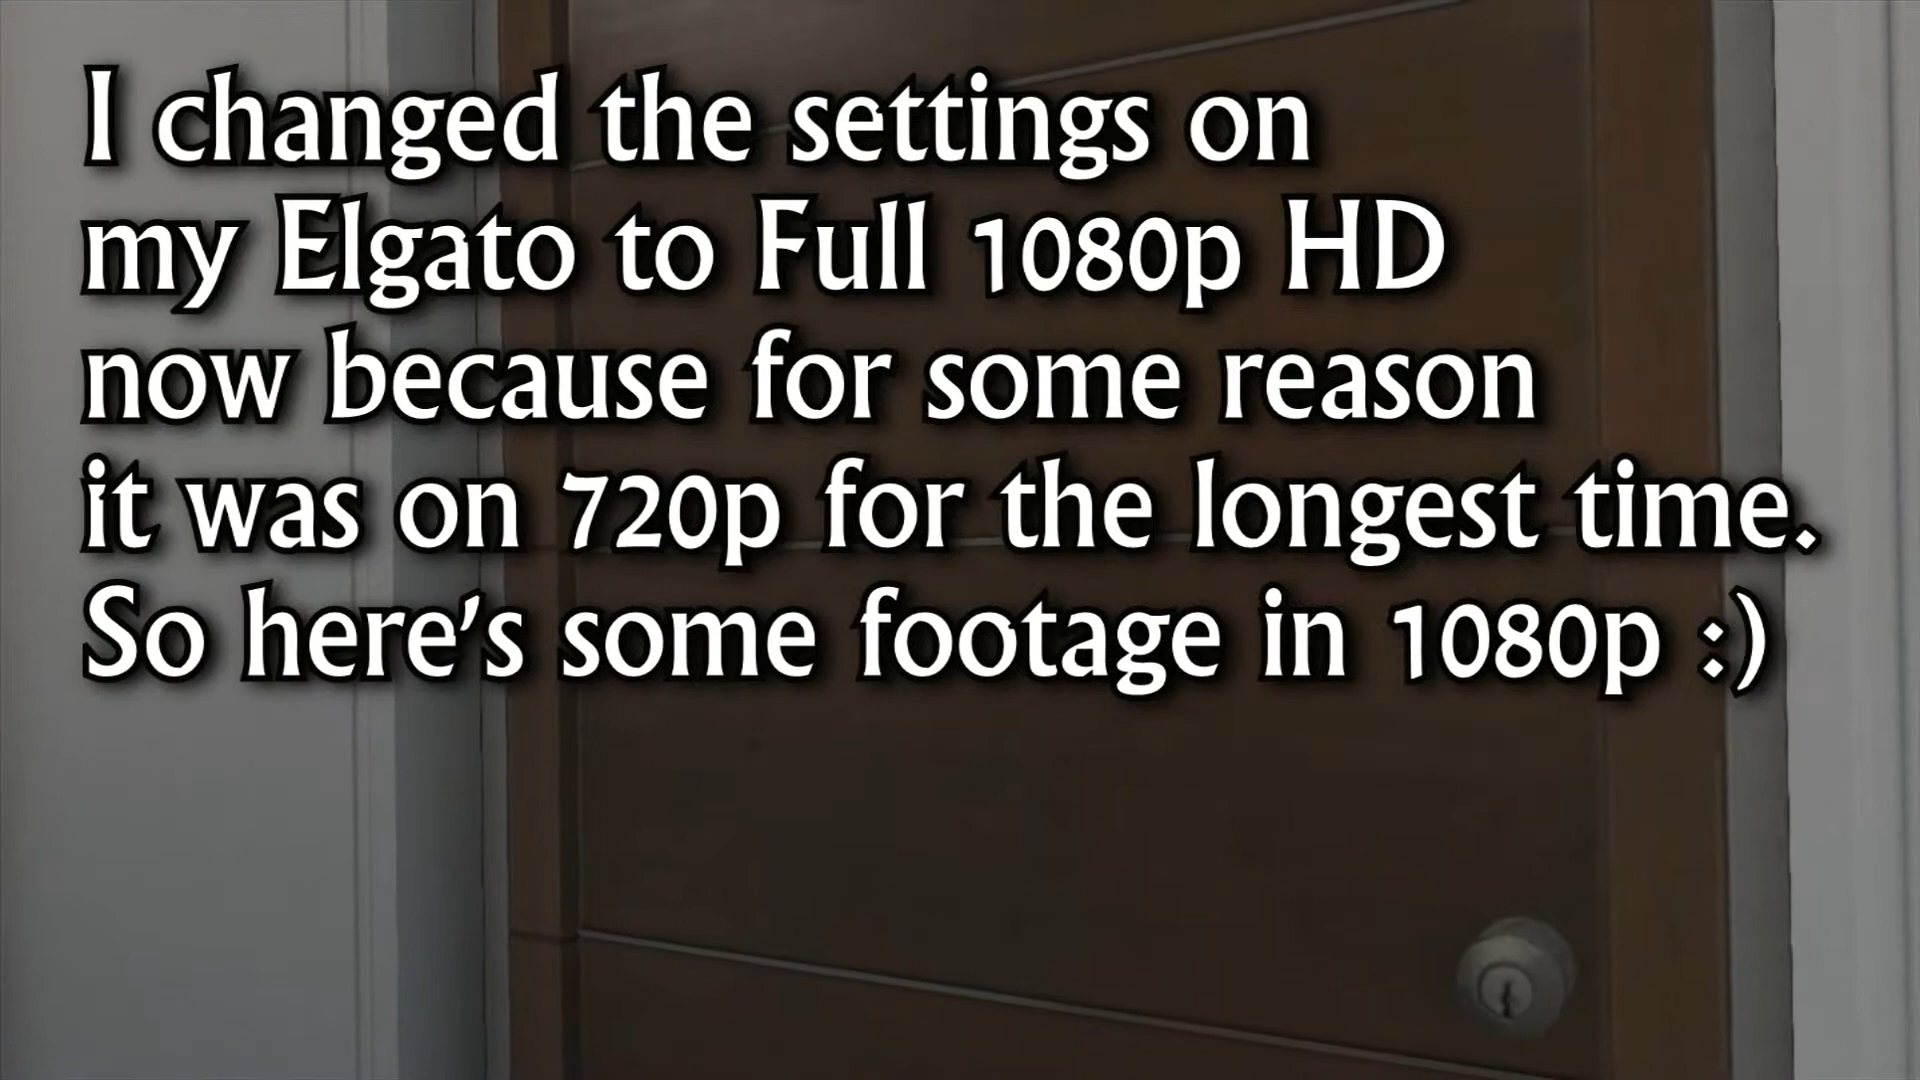 I changed the settings on
my Elgato to Full 1080p HD
now because for some reason
it was on 720p for the longest time.
So here's some footage in 1080p :)